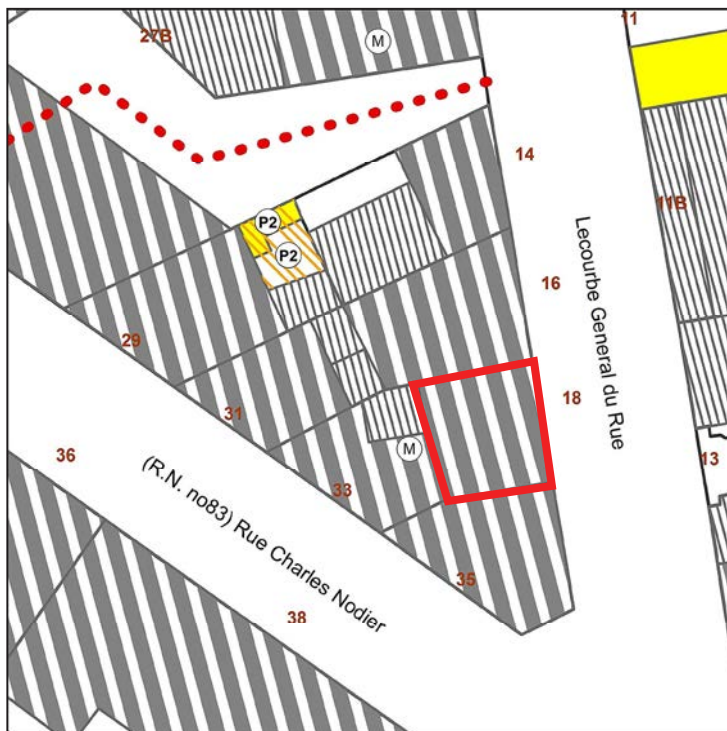 11
27B
M
14
P2
P2
11B
16
Lecourbe General du Rue
29
18
31
M
13
36
33
(R.N. no83) Rue Charles Nodier
35
38